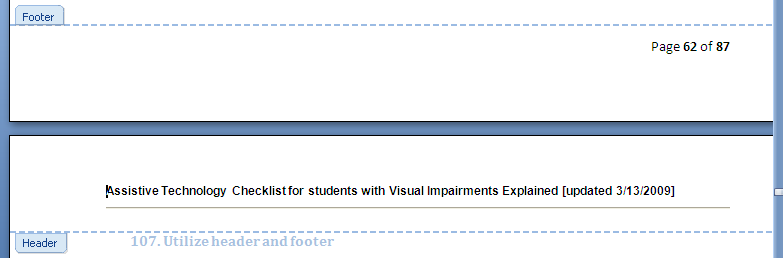 Footer
Page 62 of 87
Assistive Technology Checklist for students with Visual Impairments Explained [updated 3/13/2009]
Header
107. Utilize header and footer